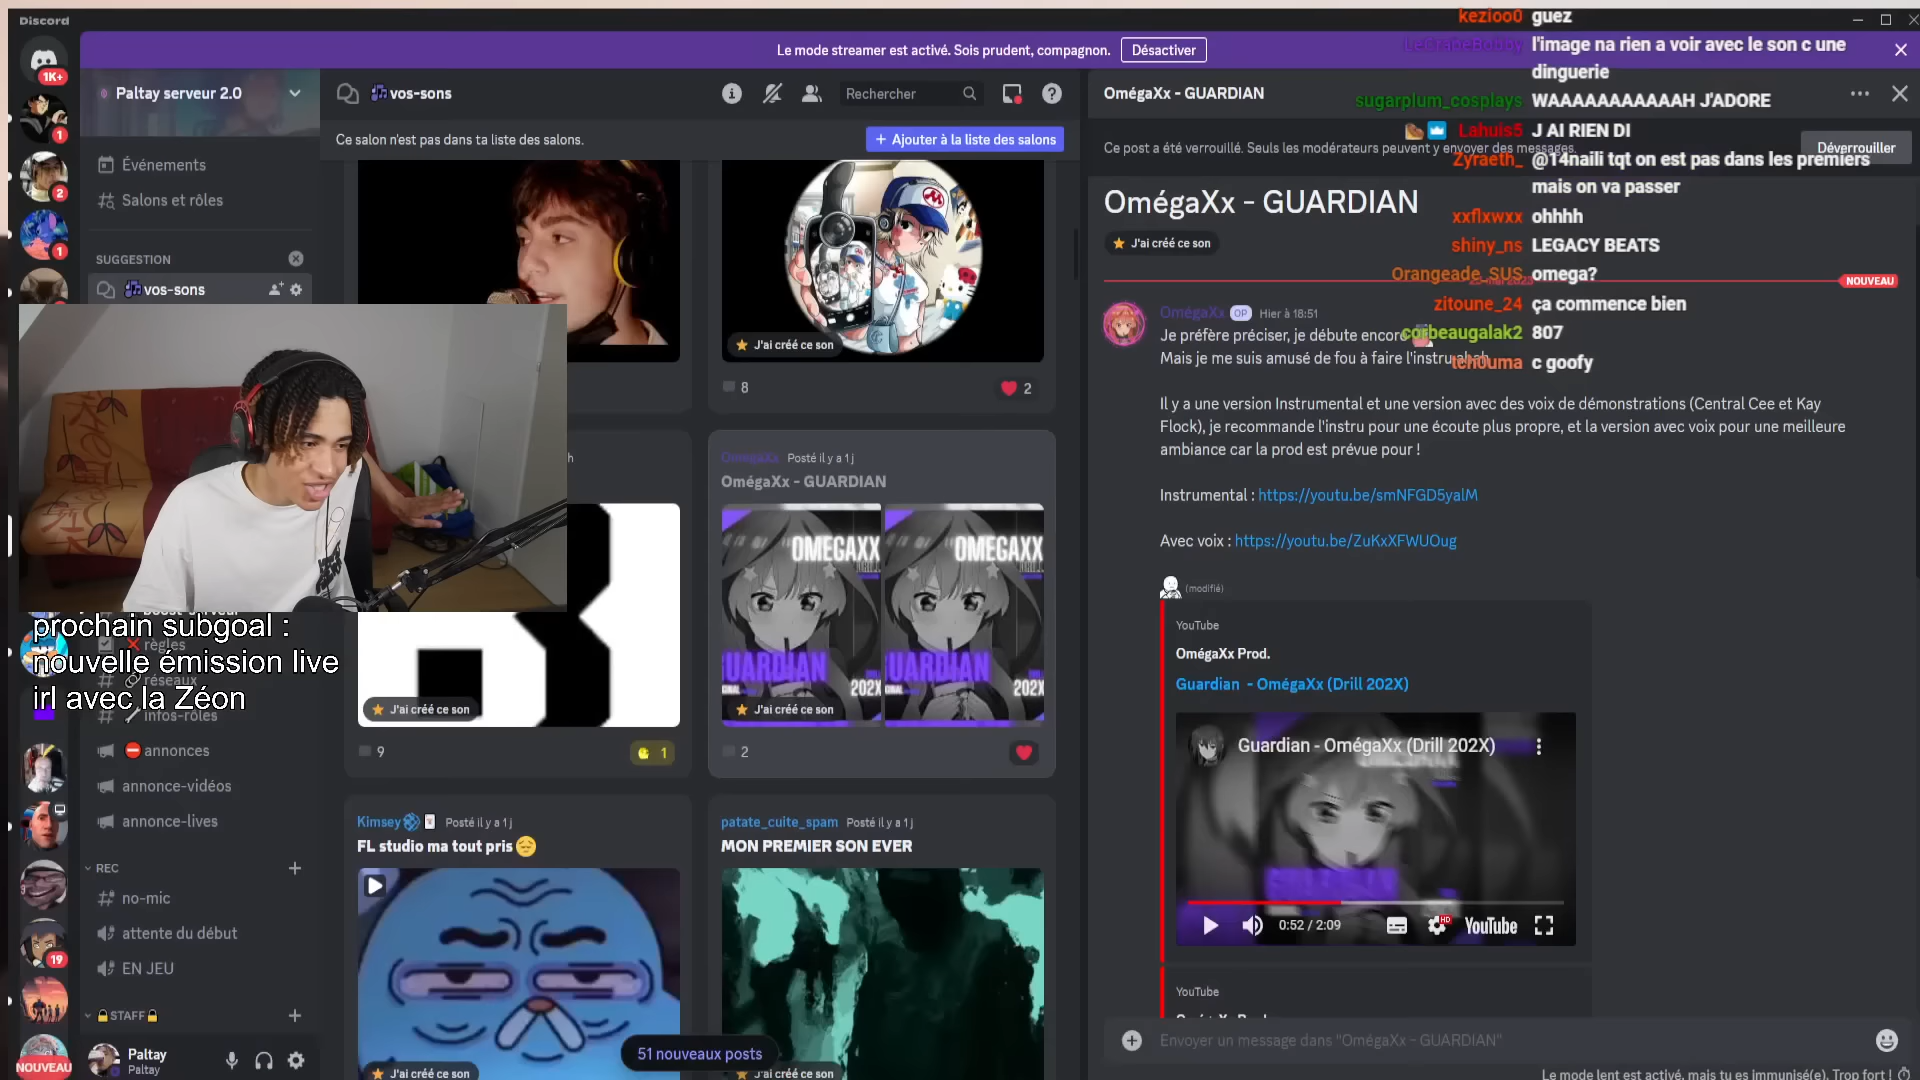 Discord
Le mode streamer est activé. Sois prudent, compagnon.
Désactiver
1K+
1
2
1
19
NOUVEAU
Paltay serveur 2.0
Événements
Salons et rôles
SUGGESTION
vos-sons
prochain subgoal :
nouvelle émission live
irl avec la Zéon
règles
réseaux
infos-rôles
annonces
annonce-vidéos
annonce-lives
REC
no-mic
attente du début
EN JEU
STAFF
Paltay
Paltay
vos-sons
Rechercher
Ce salon n'est pas dans ta liste des salons.
+ Ajouter à la liste des salons
J'ai créé ce son
8
2
OmégaXx Posté il y a 1 j
OmégaXx - GUARDIAN
OMEGAXX
OMEGAXX
GUARDIAN
GUARDIAN
202X
202X
J'ai créé ce son
J'ai créé ce son
9
1
2
Kimsey Posté il y a 1 j
FL studio ma tout pris
patate_cuite_spam Posté il y a 1 j
MON PREMIER SON EVER
J'ai créé ce son
J'ai créé ce son
51 nouveaux posts
OmégaXx - GUARDIAN
Ce post a été verrouillé. Seuls les modérateurs peuvent y envoyer des messages.
Déverrouiller
OmégaXx - GUARDIAN
J'ai créé ce son
NOUVEAU
OmégaXx OP Hier à 18:51
Je préfère préciser, je débute encore
Mais je me suis amusé de fou à faire l'instru ahah
Il y a une version Instrumental et une version avec des voix de démonstrations (Central Cee et Kay
Flock), je recommande l'instru pour une écoute plus propre, et la version avec voix pour une meilleure
ambiance car la prod est prévue pour !
Instrumental : https://youtu.be/smNFGD5yalM
Avec voix : https://youtu.be/ZuKxXFWUOug
(modifié)
YouTube
OmégaXx Prod.
Guardian - OmégaXx (Drill 202X)
Guardian - OmégaXx (Drill 202X)
0:52 / 2:09
HD
YouTube
YouTube
Envoyer un message dans "OmégaXx - GUARDIAN"
Le mode lent est activé, mais tu es immunisé(e). Trop fort !
kezioo0 guez
LeCrabeBobby l'image na rien a voir avec le son c une
dinguerie
sugarplum_cosplays WAAAAAAAAAAAH J'ADORE
Lahuis5 J AI RIEN DI
Zyraeth_ @14naili tqt on est pas dans les premiers
mais on va passer
xxflxwxx ohhhh
shiny_ns LEGACY BEATS
Orangeade_SUS omega?
zitoune_24 ça commence bien
corbeaugalak2 807
tch0uma c goofy